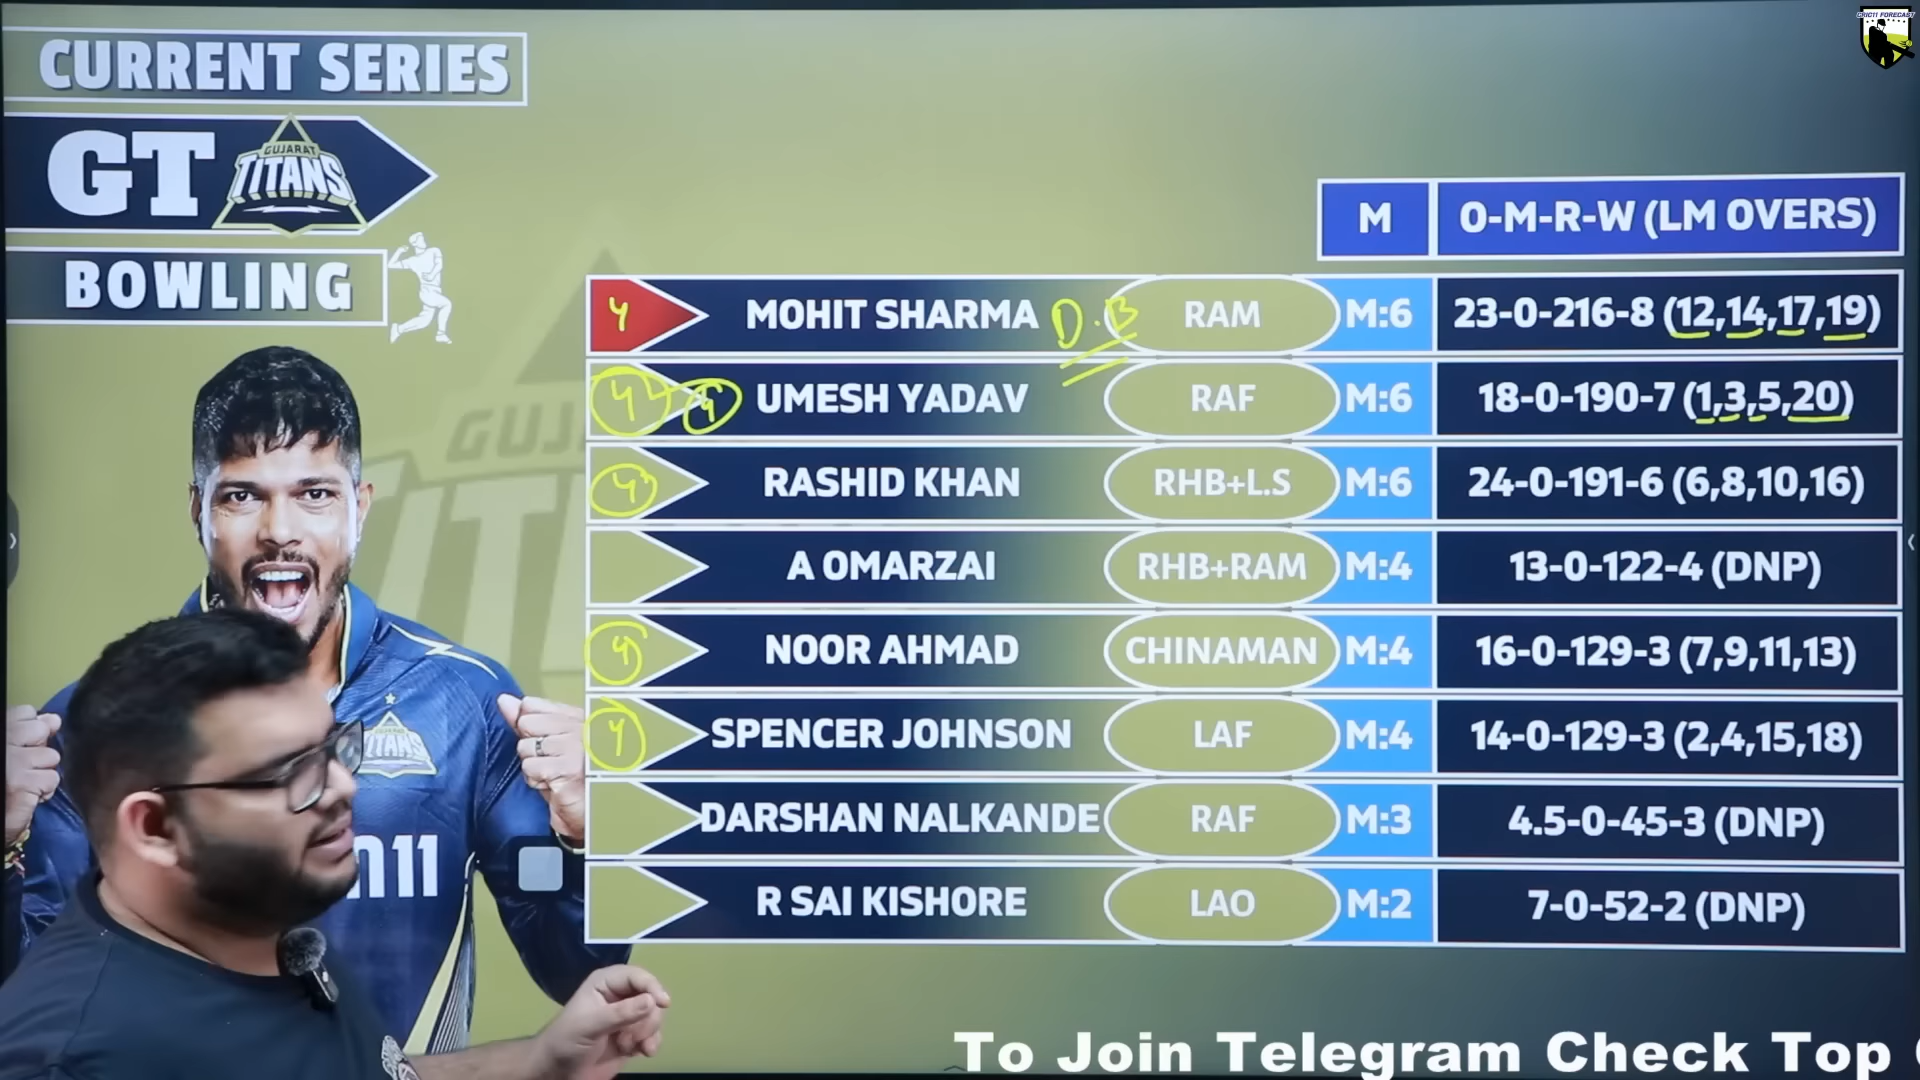 CRIC11 FORECAST
CURRENT SERIES
GT GUJARAT TITANS
BOWLING
M O-M-R-W (LM OVERS)
4 MOHIT SHARMA D.B RAM M:6 23-0-216-8 (12,14,17,19)
UMESH YADAV RAF M:6 18-0-190-7 (1,3,5,20)
RASHID KHAN RHB+L.S M:6 24-0-191-6 (6,8,10,16)
A OMARZAI RHB+RAM M:4 13-0-122-4 (DNP)
4 NOOR AHMAD CHINAMAN M:4 16-0-129-3 (7,9,11,13)
4 SPENCER JOHNSON LAF M:4 14-0-129-3 (2,4,15,18)
DARSHAN NALKANDE RAF M:3 4.5-0-45-3 (DNP)
R SAI KISHORE LAO M:2 7-0-52-2 (DNP)
GUJ
TITANS
11
To Join Telegram Check Top